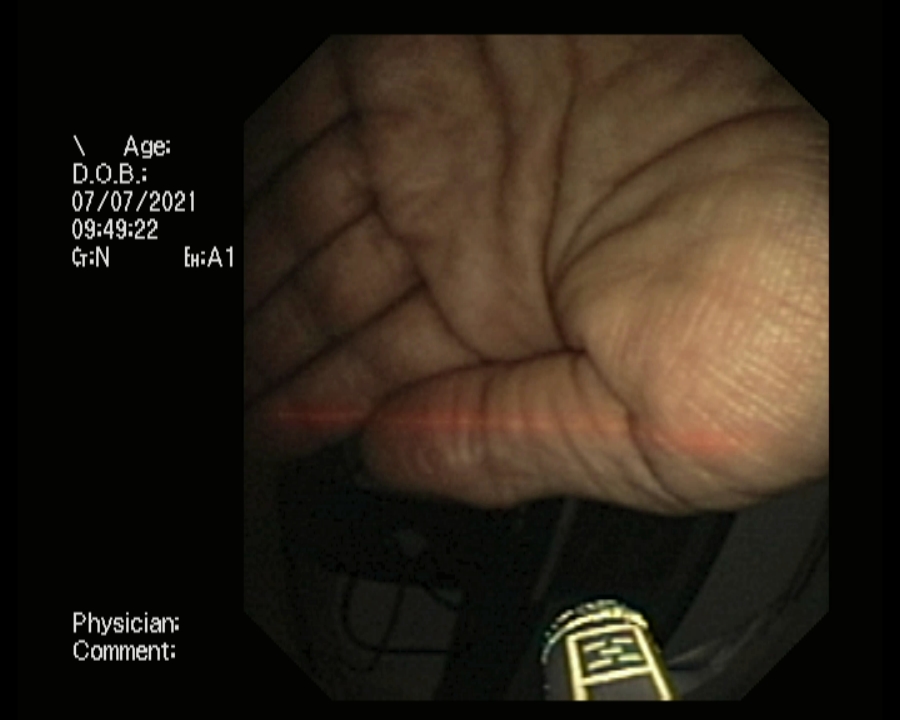 \ Age:
D.O.B.:
07/07/2021
09:49:22
Cr:N Eh:A1
Physician:
Comment: